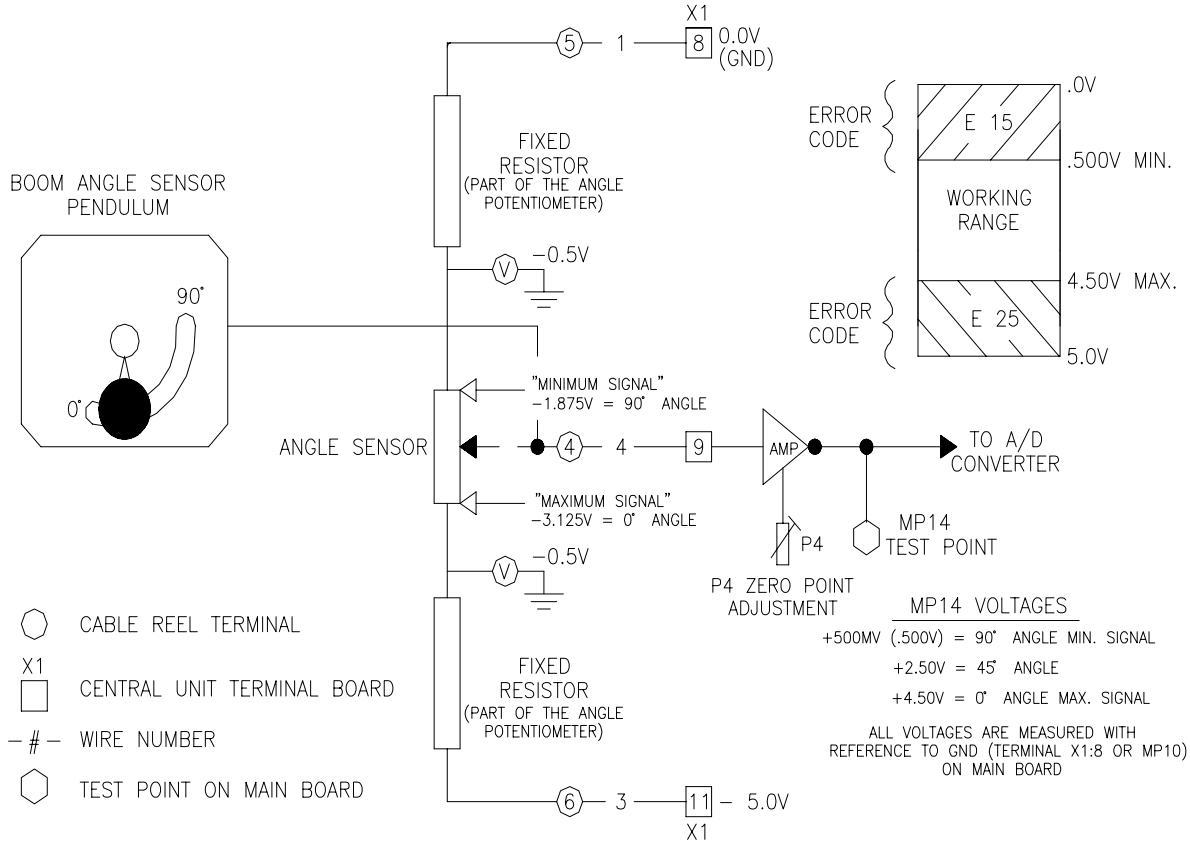 X1
5
1
8
0.0V
(GND)
FIXED
RESISTOR
(PART OF THE ANGLE
POTENTIOMETER)
BOOM ANGLE SENSOR
PENDULUM
90°
0°
V
-0.5V
"MINIMUM SIGNAL"
-1.875V = 90° ANGLE
ANGLE SENSOR
4
4
9
AMP
TO A/D
CONVERTER
"MAXIMUM SIGNAL"
-3.125V = 0° ANGLE
P4
MP14
TEST POINT
P4 ZERO POINT
ADJUSTMENT
V
-0.5V
FIXED
RESISTOR
(PART OF THE ANGLE
POTENTIOMETER)
6
3
11
- 5.0V
X1
ERROR
CODE
E 15
.0V
.500V MIN.
WORKING
RANGE
4.50V MAX.
ERROR
CODE
E 25
5.0V
MP14 VOLTAGES
+500MV (.500V) = 90° ANGLE MIN. SIGNAL
+2.50V = 45° ANGLE
+4.50V = 0° ANGLE MAX. SIGNAL
ALL VOLTAGES ARE MEASURED WITH
REFERENCE TO GND (TERMINAL X1:8 OR MP10)
ON MAIN BOARD
CABLE REEL TERMINAL
X1
CENTRAL UNIT TERMINAL BOARD
-#- WIRE NUMBER
TEST POINT ON MAIN BOARD